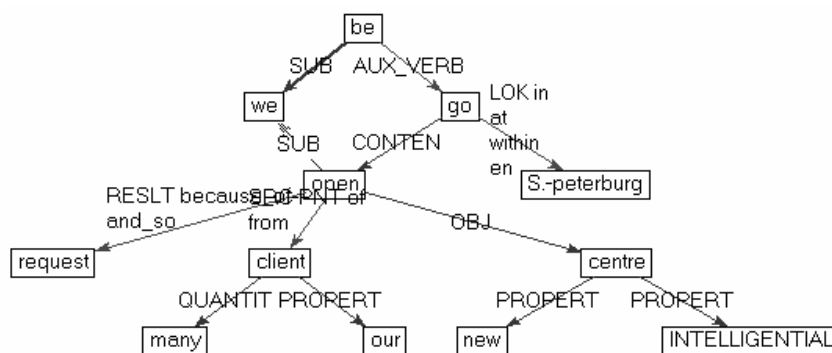 be
SUB AUX_VERB
we
go
LOK in
at
within
en
SUB
CONTEN
open
S.-peterburg
RESLT because_of
and_so
of
from
OBJ
request
client
centre
QUANTIT PROPERT
PROPERT PROPERT
many
our
new
INTELLIGENTIAL